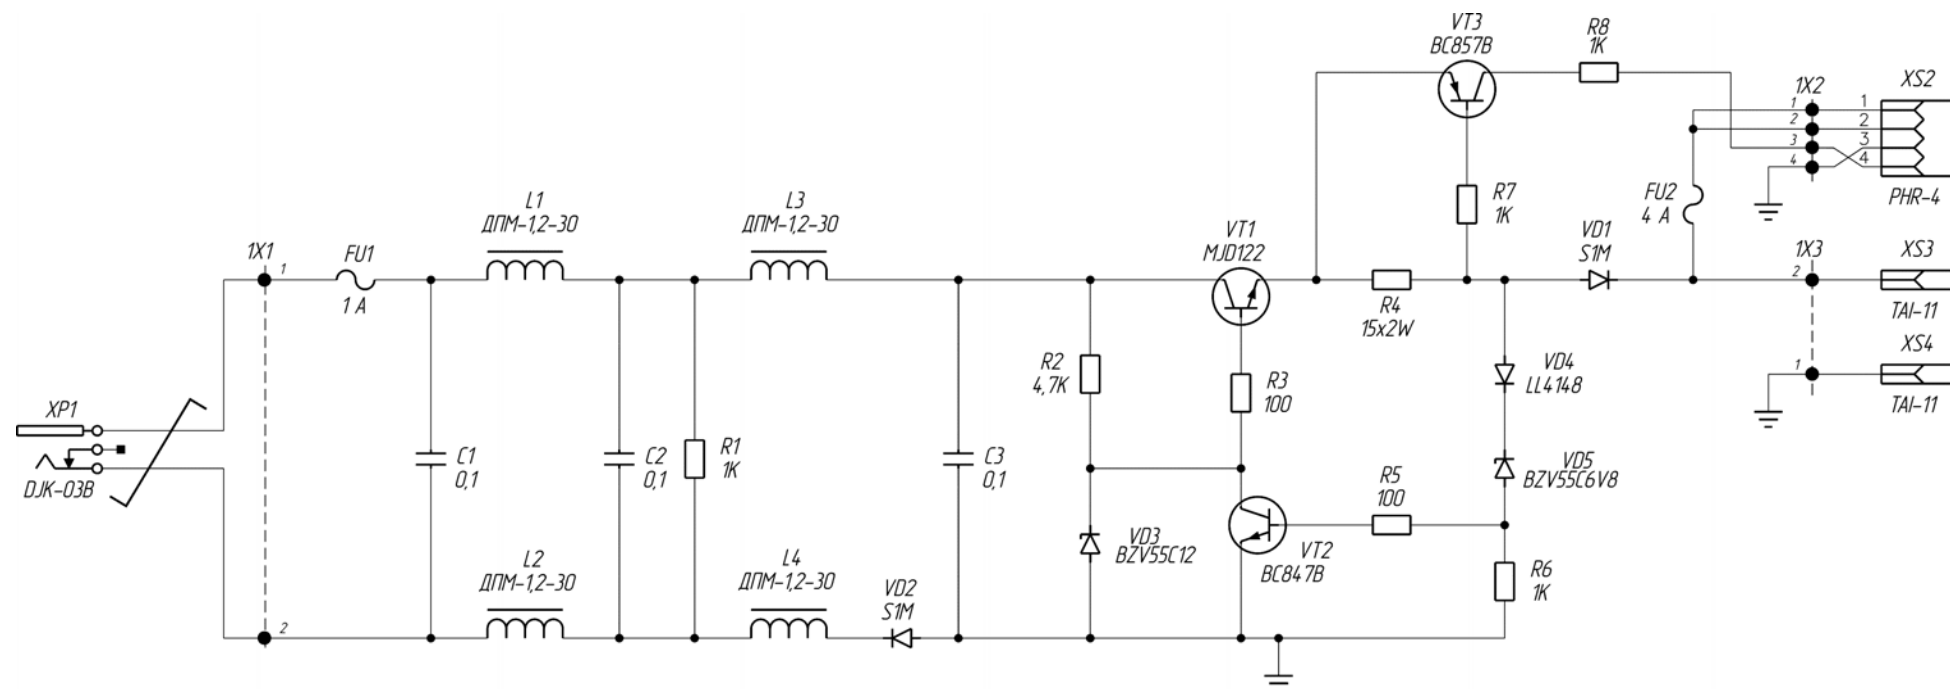 VT3
BC857B
R8
1K
1X2
XS2
1
1
2
2
3
3
4
4
PHR-4
R7
1K
FU2
4 A
L1
ДПМ-1,2-30
L3
ДПМ-1,2-30
VT1
MJD122
VD1
S1M
1X1
1
FU1
1 A
1X3
2
XS3
TAI-11
R4
15x2W
XS4
1
TAI-11
R2
4,7K
R3
100
VD4
LL4148
XP1
DJK-03B
C1
0,1
C2
0,1
R1
1K
C3
0,1
R5
100
VD5
BZV55C6V8
VD3
BZV55C12
VT2
BC847B
R6
1K
L2
ДПМ-1,2-30
L4
ДПМ-1,2-30
VD2
S1M
2